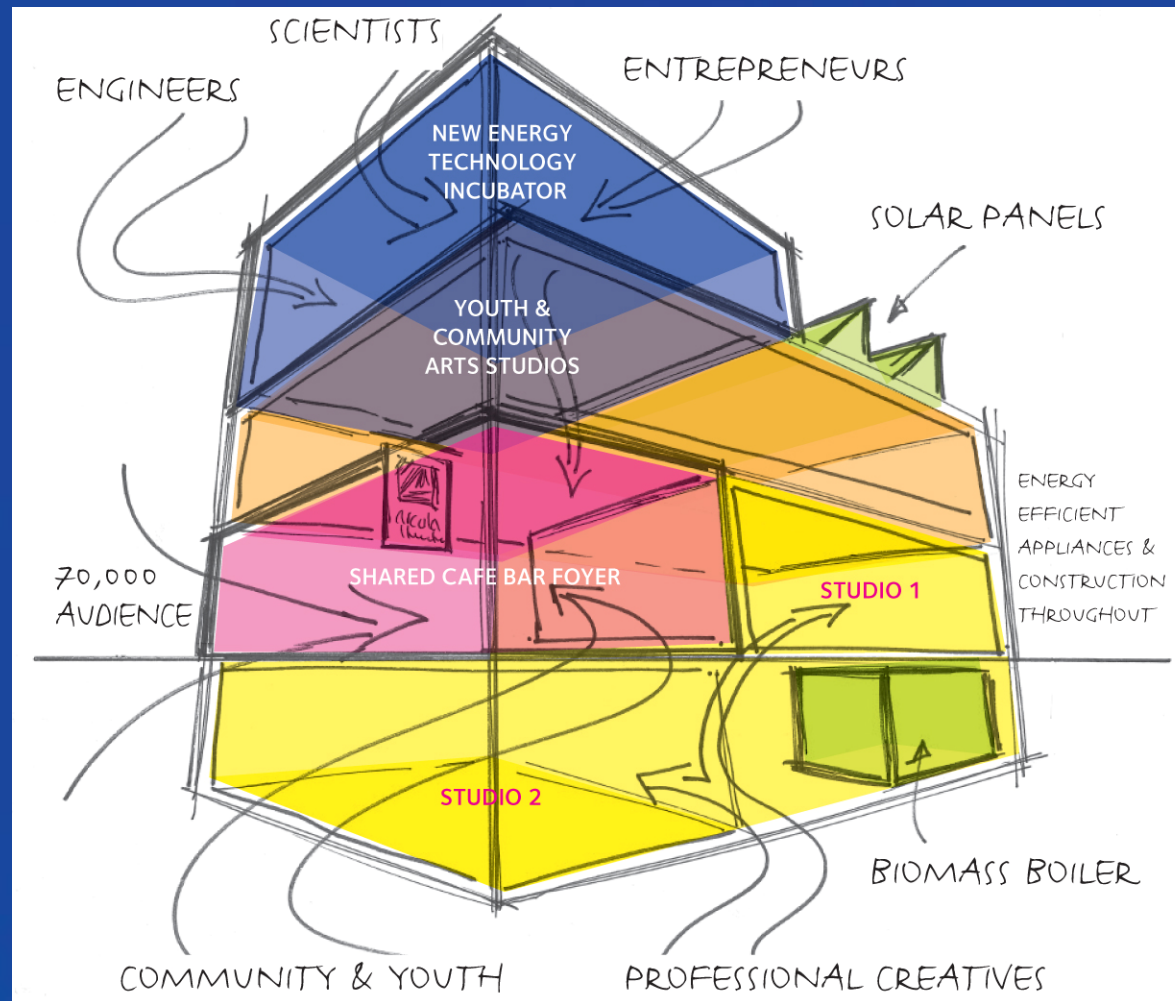 SCIENTISTS
ENGINEERS
ENTREPRENEURS
NEW ENERGY
TECHNOLOGY
INCUBATOR
SOLAR PANELS
YOUTH &
COMMUNITY
ARTS STUDIOS
ENERGY
EFFICIENT
APPLIANCES &
CONSTRUCTION
THROUGHOUT
70,000
AUDIENCE
SHARED CAFE BAR FOYER
STUDIO 1
STUDIO 2
BIOMASS BOILER
COMMUNITY & YOUTH
PROFESSIONAL CREATIVES